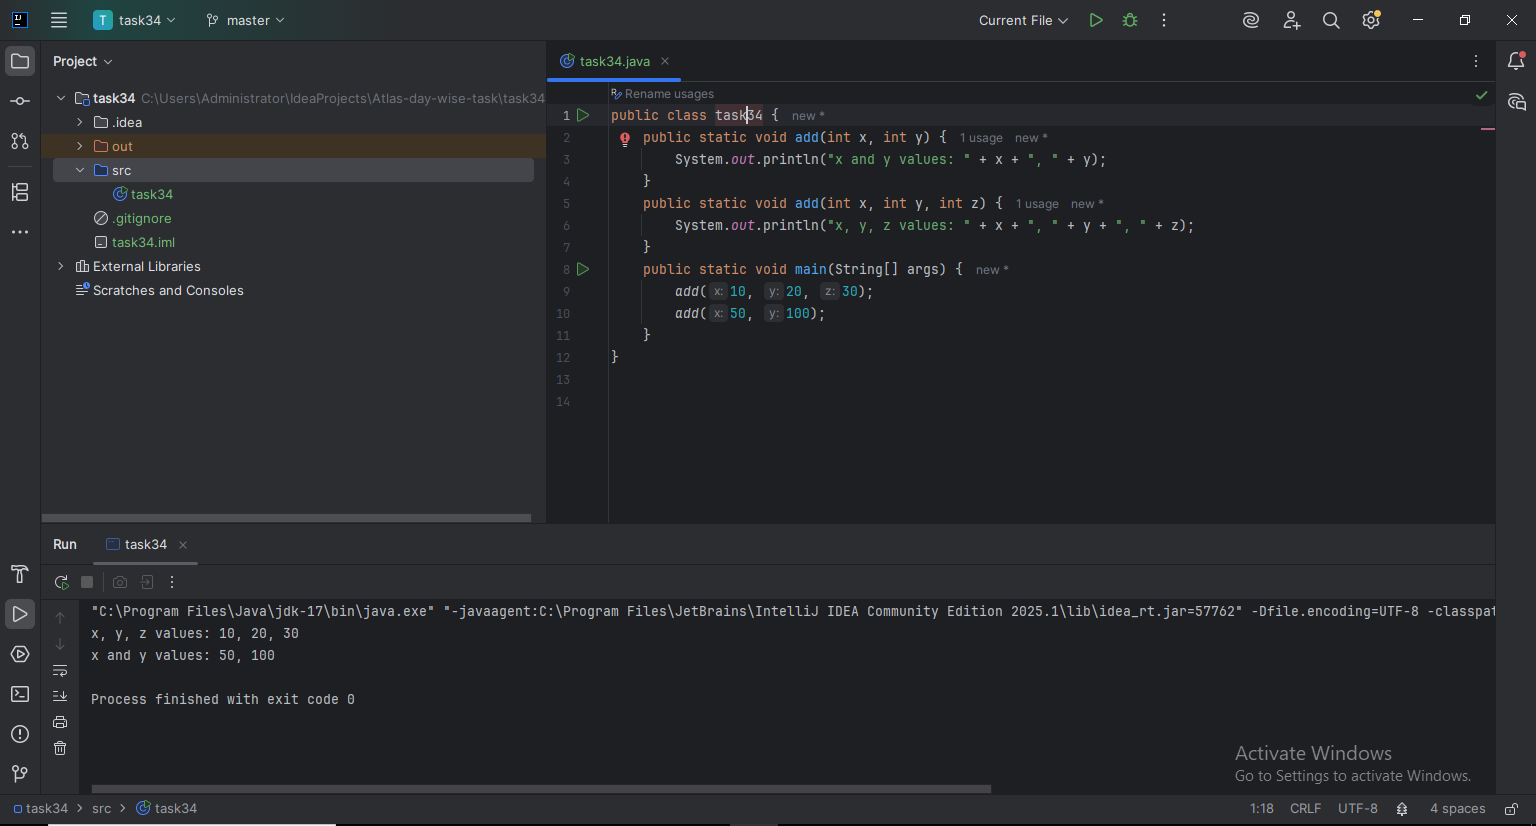 T task34 master Current File
Project
task34.java
task34 C:\Users\Administrator\IdeaProjects\Atlas-day-wise-task\task34
.idea
out
src
task34
.gitignore
task34.iml
External Libraries
Scratches and Consoles
Rename usages
1 public class task34 { new *
2 public static void add(int x, int y) { 1 usage new *
3 System.out.println("x and y values: " + x + ", " + y);
4 }
5 public static void add(int x, int y, int z) { 1 usage new *
6 System.out.println("x, y, z values: " + x + ", " + y + ", " + z);
7 }
8 public static void main(String[] args) { new *
9 add( x: 10, y: 20, z: 30);
10 add( x: 50, y: 100);
11 }
12 }
13
14
Run task34
"C:\Program Files\Java\jdk-17\bin\java.exe" "-javaagent:C:\Program Files\JetBrains\IntelliJ IDEA Community Edition 2025.1\lib\idea_rt.jar=57762" -Dfile.encoding=UTF-8 -classpat
x, y, z values: 10, 20, 30
x and y values: 50, 100
Process finished with exit code 0
Activate Windows
Go to Settings to activate Windows.
task34 > src > task34 1:18 CRLF UTF-8 4 spaces